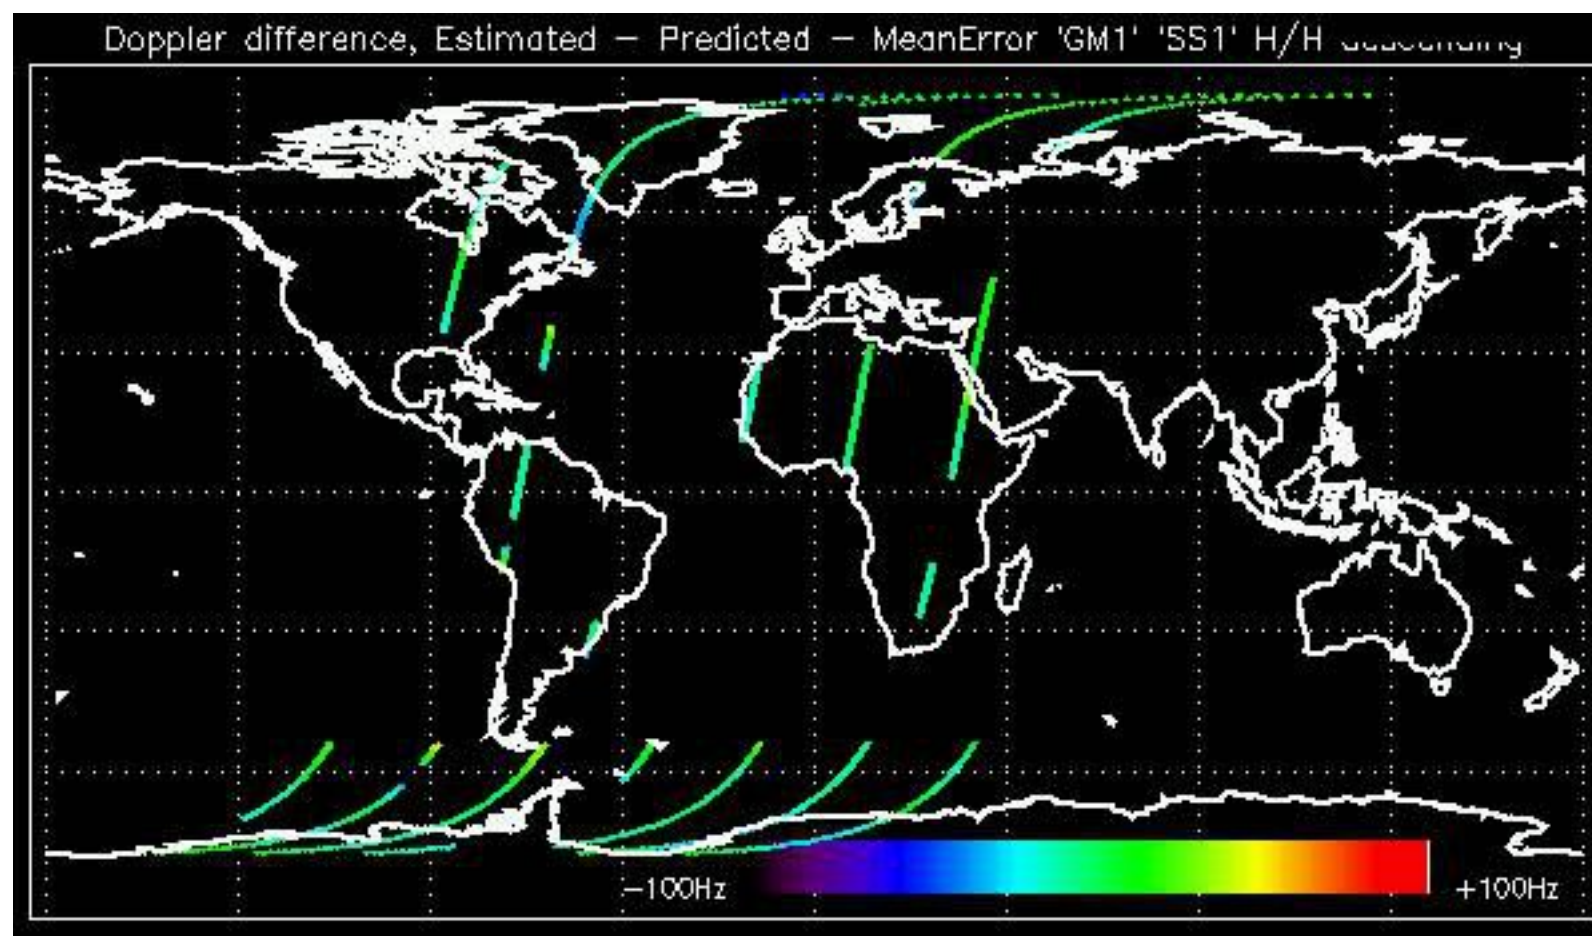 Doppler difference, Estimated – Predicted – MeanError 'GM1' 'SS1' H/H
–100Hz +100Hz